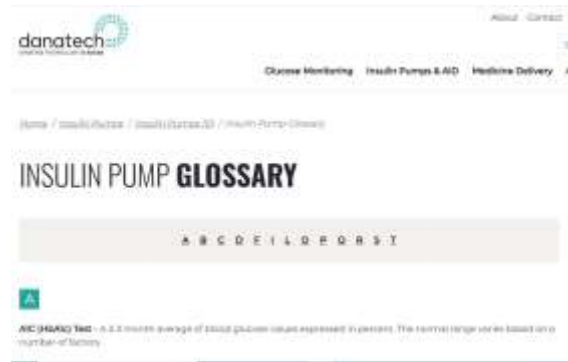 About Contact
danatech
Glucose Monitoring Insulin Pumps & AID Medicine Delivery
Home / Insulin Pumps / Insulin Pumps 101 / Insulin Pump Glossary
INSULIN PUMP GLOSSARY
A B C D E I L O P Q R S T
A
A1C (HbA1c) Test - A 2-3 month average of blood glucose values expressed in percent. The normal range varies based on a
number of factors